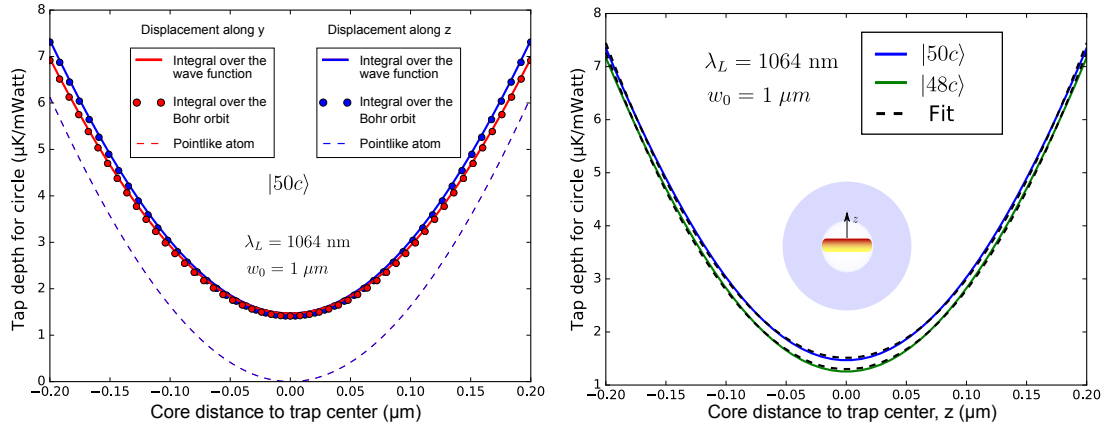 8
7
6
5
4
3
2
1
0
Tap depth for circle (µK/mWatt)
Displacement along y
Integral over the
wave function
Integral over the
Bohr orbit
Pointlike atom
Displacement along z
Integral over the
wave function
Integral over the
Bohr orbit
Pointlike atom
|50c⟩
λ_L = 1064 nm
w_0 = 1 µm
−0.20 −0.15 −0.10 −0.05 0.00 0.05 0.10 0.15 0.20
Core distance to trap center (µm)
8
7
6
5
4
3
2
1
Tap depth for circle (µK/mWatt)
λ_L = 1064 nm
w_0 = 1 µm
|50c⟩
|48c⟩
Fit
z
−0.20 −0.15 −0.10 −0.05 0.00 0.05 0.10 0.15 0.20
Core distance to trap center, z (µm)